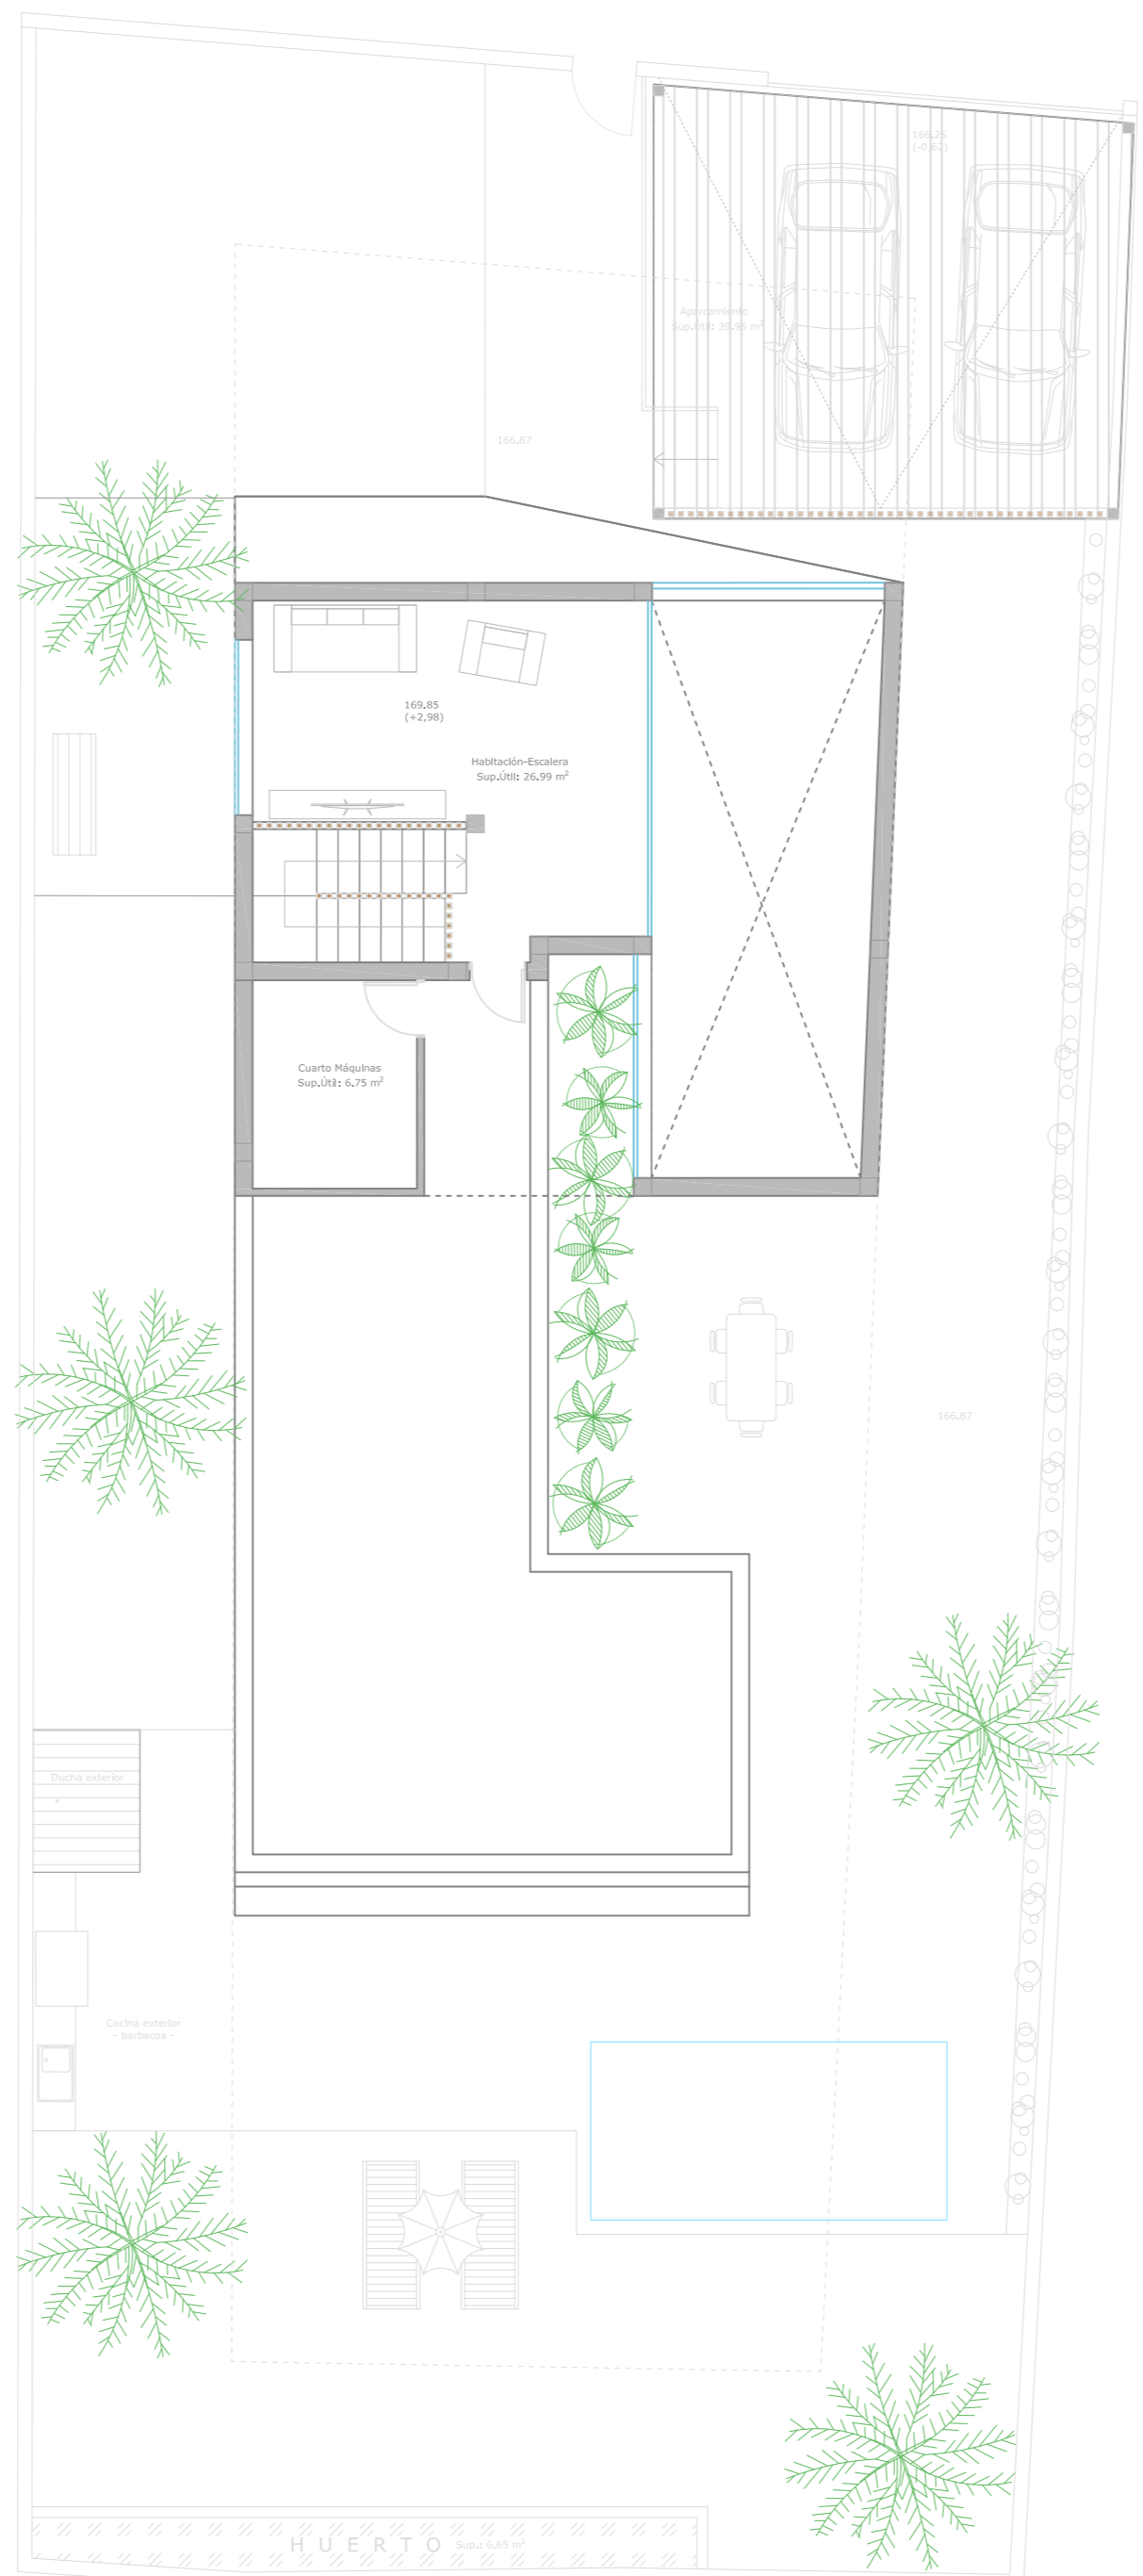 166.25
(-0,62)
Aparcamiento
Sup.Útil: 39.95 m²
166.87
169.85
(+2,98)
Habitación-Escalera
Sup.Útil: 26.99 m²
Cuarto Máquinas
Sup.Útil: 6.75 m²
166.87
Ducha exterior
Cocina exterior
- barbacoa -
HUERTO Sup.: 6.65 m²